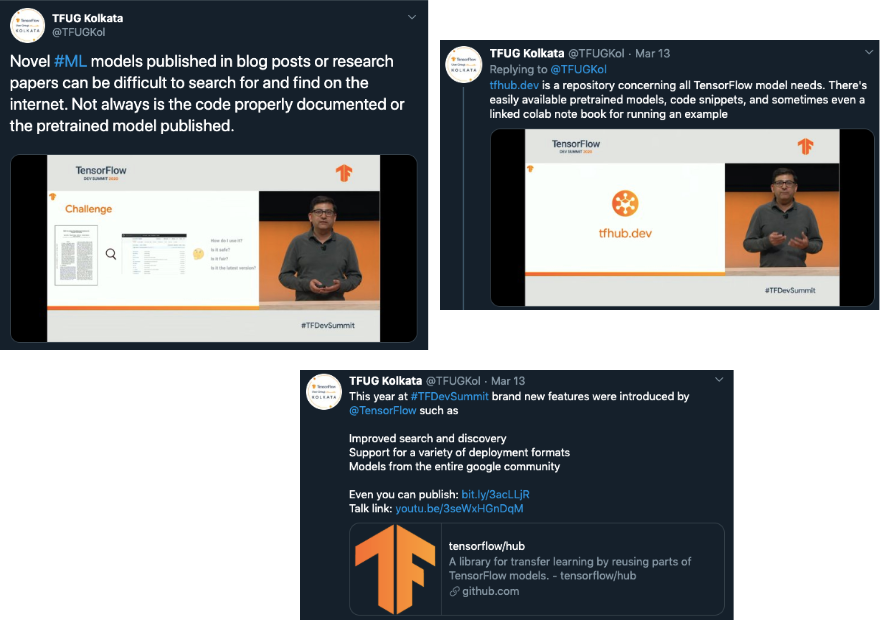 TFUG Kolkata
@TFUGKol
Novel #ML models published in blog posts or research
papers can be difficult to search for and find on the
internet. Not always is the code properly documented or
the pretrained model published.
TensorFlow
DEV SUMMIT 2020
Challenge
How do I use it?
Is it safe?
Is it fair?
Is it the latest version?
#TFDevSummit
TFUG Kolkata @TFUGKol · Mar 13
Replying to @TFUGKol
tfhub.dev is a repository concerning all TensorFlow model needs. There's
easily available pretrained models, code snippets, and sometimes even a
linked colab note book for running an example
TensorFlow
DEV SUMMIT 2020
tfhub.dev
#TFDevSummit
TFUG Kolkata @TFUGKol · Mar 13
This year at #TFDevSummit brand new features were introduced by
@TensorFlow such as
Improved search and discovery
Support for a variety of deployment formats
Models from the entire google community
Even you can publish: bit.ly/3acLLjR
Talk link: youtu.be/3seWxHGnDqM
tensorflow/hub
A library for transfer learning by reusing parts of
TensorFlow models. - tensorflow/hub
github.com